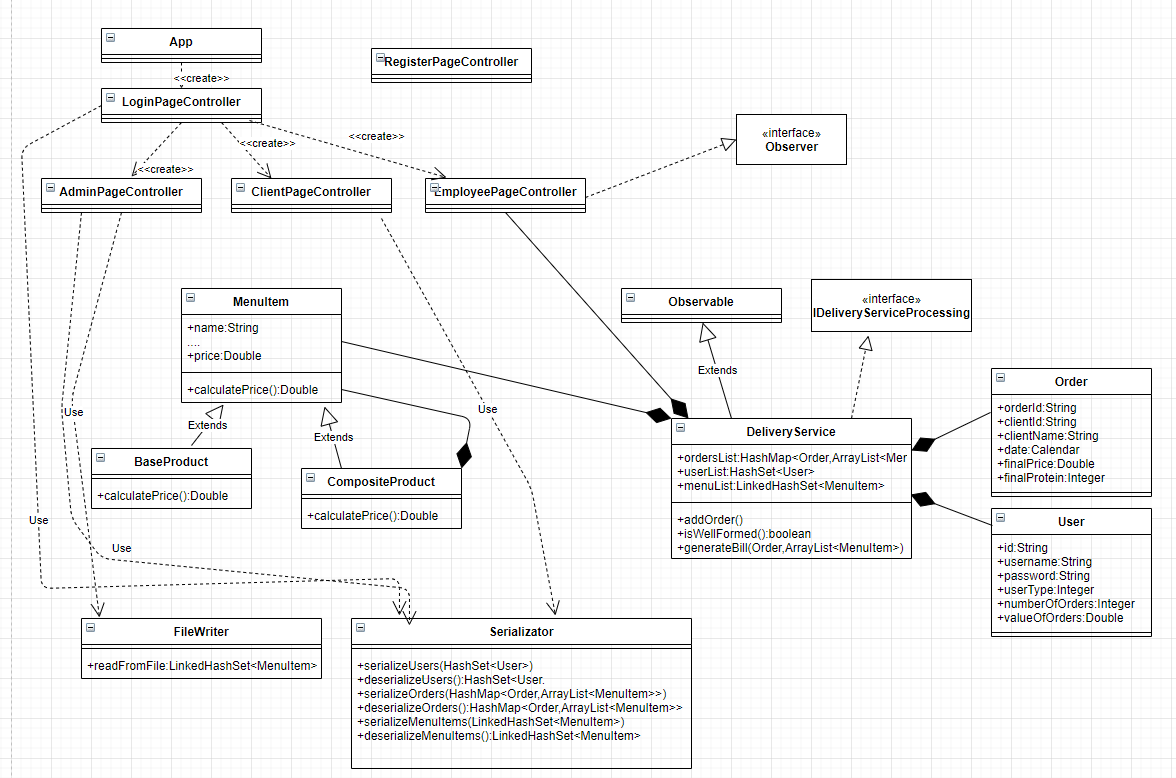 App
RegisterPageController
<<create>>
LoginPageController
<<create>>
<<create>>
<<create>>
«interface»
Observer
AdminPageController
ClientPageController
EmployeePageController
MenuItem
+name:String
....
+price:Double
+calculatePrice():Double
Observable
«interface»
IDeliveryServiceProcessing
Extends
Order
+orderId:String
+clientId:String
+clientName:String
+date:Calendar
+finalPrice:Double
+finalProtein:Integer
Use
Use
Extends
Extends
DeliveryService
+ordersList:HashMap<Order,ArrayList<Mer
+userList:HashSet<User>
+menuList:LinkedHashSet<MenuItem>
+addOrder()
+isWellFormed():boolean
+generateBill(Order,ArrayList<MenuItem>)
BaseProduct
+calculatePrice():Double
CompositeProduct
+calculatePrice():Double
User
+id:String
+username:String
+password:String
+userType:Integer
+numberOfOrders:Integer
+valueOfOrders:Double
Use
Use
FileWriter
+readFromFile:LinkedHashSet<MenuItem>
Serializator
+serializeUsers(HashSet<User>)
+deserializeUsers():HashSet<User.
+serializeOrders(HashMap<Order,ArrayList<MenuItem>>)
+deserializeOrders():HashMap<Order,ArrayList<MenuItem>>
+serializeMenuItems(LinkedHashSet<MenuItem>)
+deserializeMenuItems():LinkedHashSet<MenuItem>